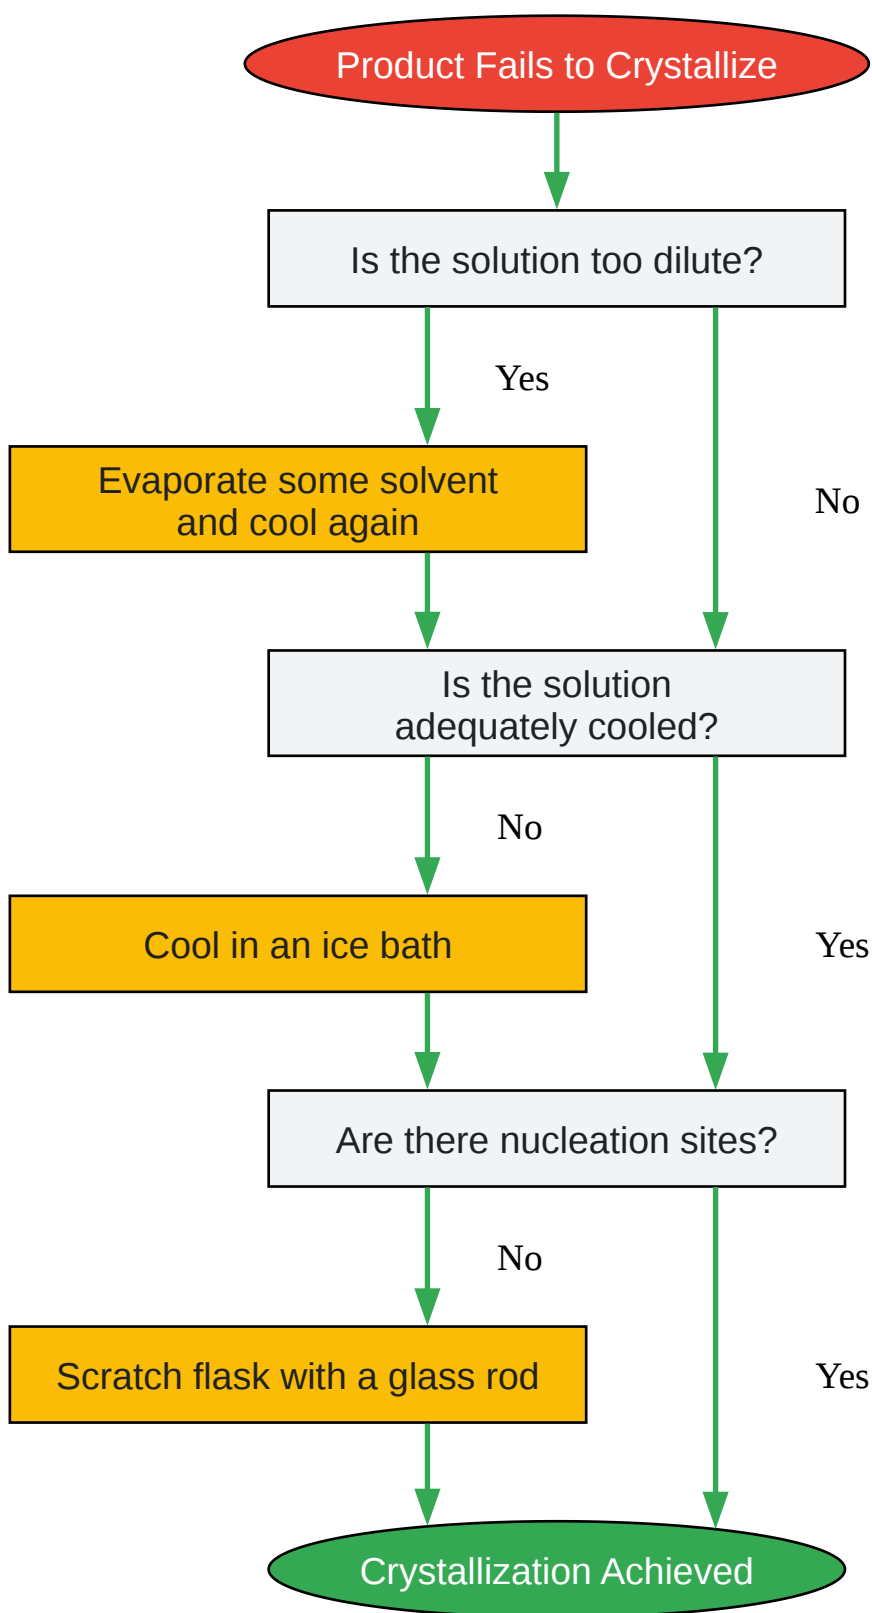 Product Fails to Crystallize
Is the solution too dilute?
Yes
Evaporate some solvent
and cool again
No
Is the solution
adequately cooled?
No
Cool in an ice bath
Yes
Are there nucleation sites?
No
Scratch flask with a glass rod
Yes
Crystallization Achieved